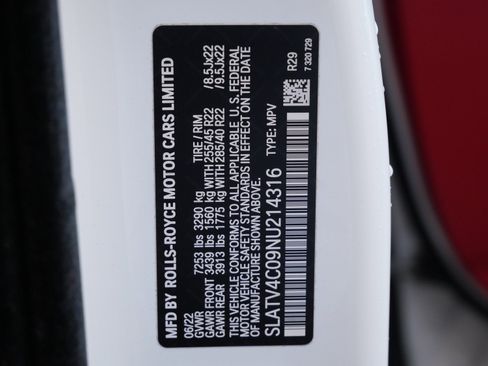 MFD BY ROLLS-ROYCE MOTOR CARS LIMITED
06/22 TIRE / RIM
GVWR 7253 lbs 3290 kg
GAWR FRONT 3439 lbs 1560 kg WITH 255/45 R22 /8.5Jx22
GAWR REAR 3913 lbs 1775 kg WITH 285/40 R22 /9.5Jx22
THIS VEHICLE CONFORMS TO ALL APPLICABLE U.S. FEDERAL
MOTOR VEHICLE SAFETY STANDARDS IN EFFECT ON THE DATE
OF MANUFACTURE SHOWN ABOVE.
SLATV4C09NU214316 TYPE: MPV
R29
7 320 729